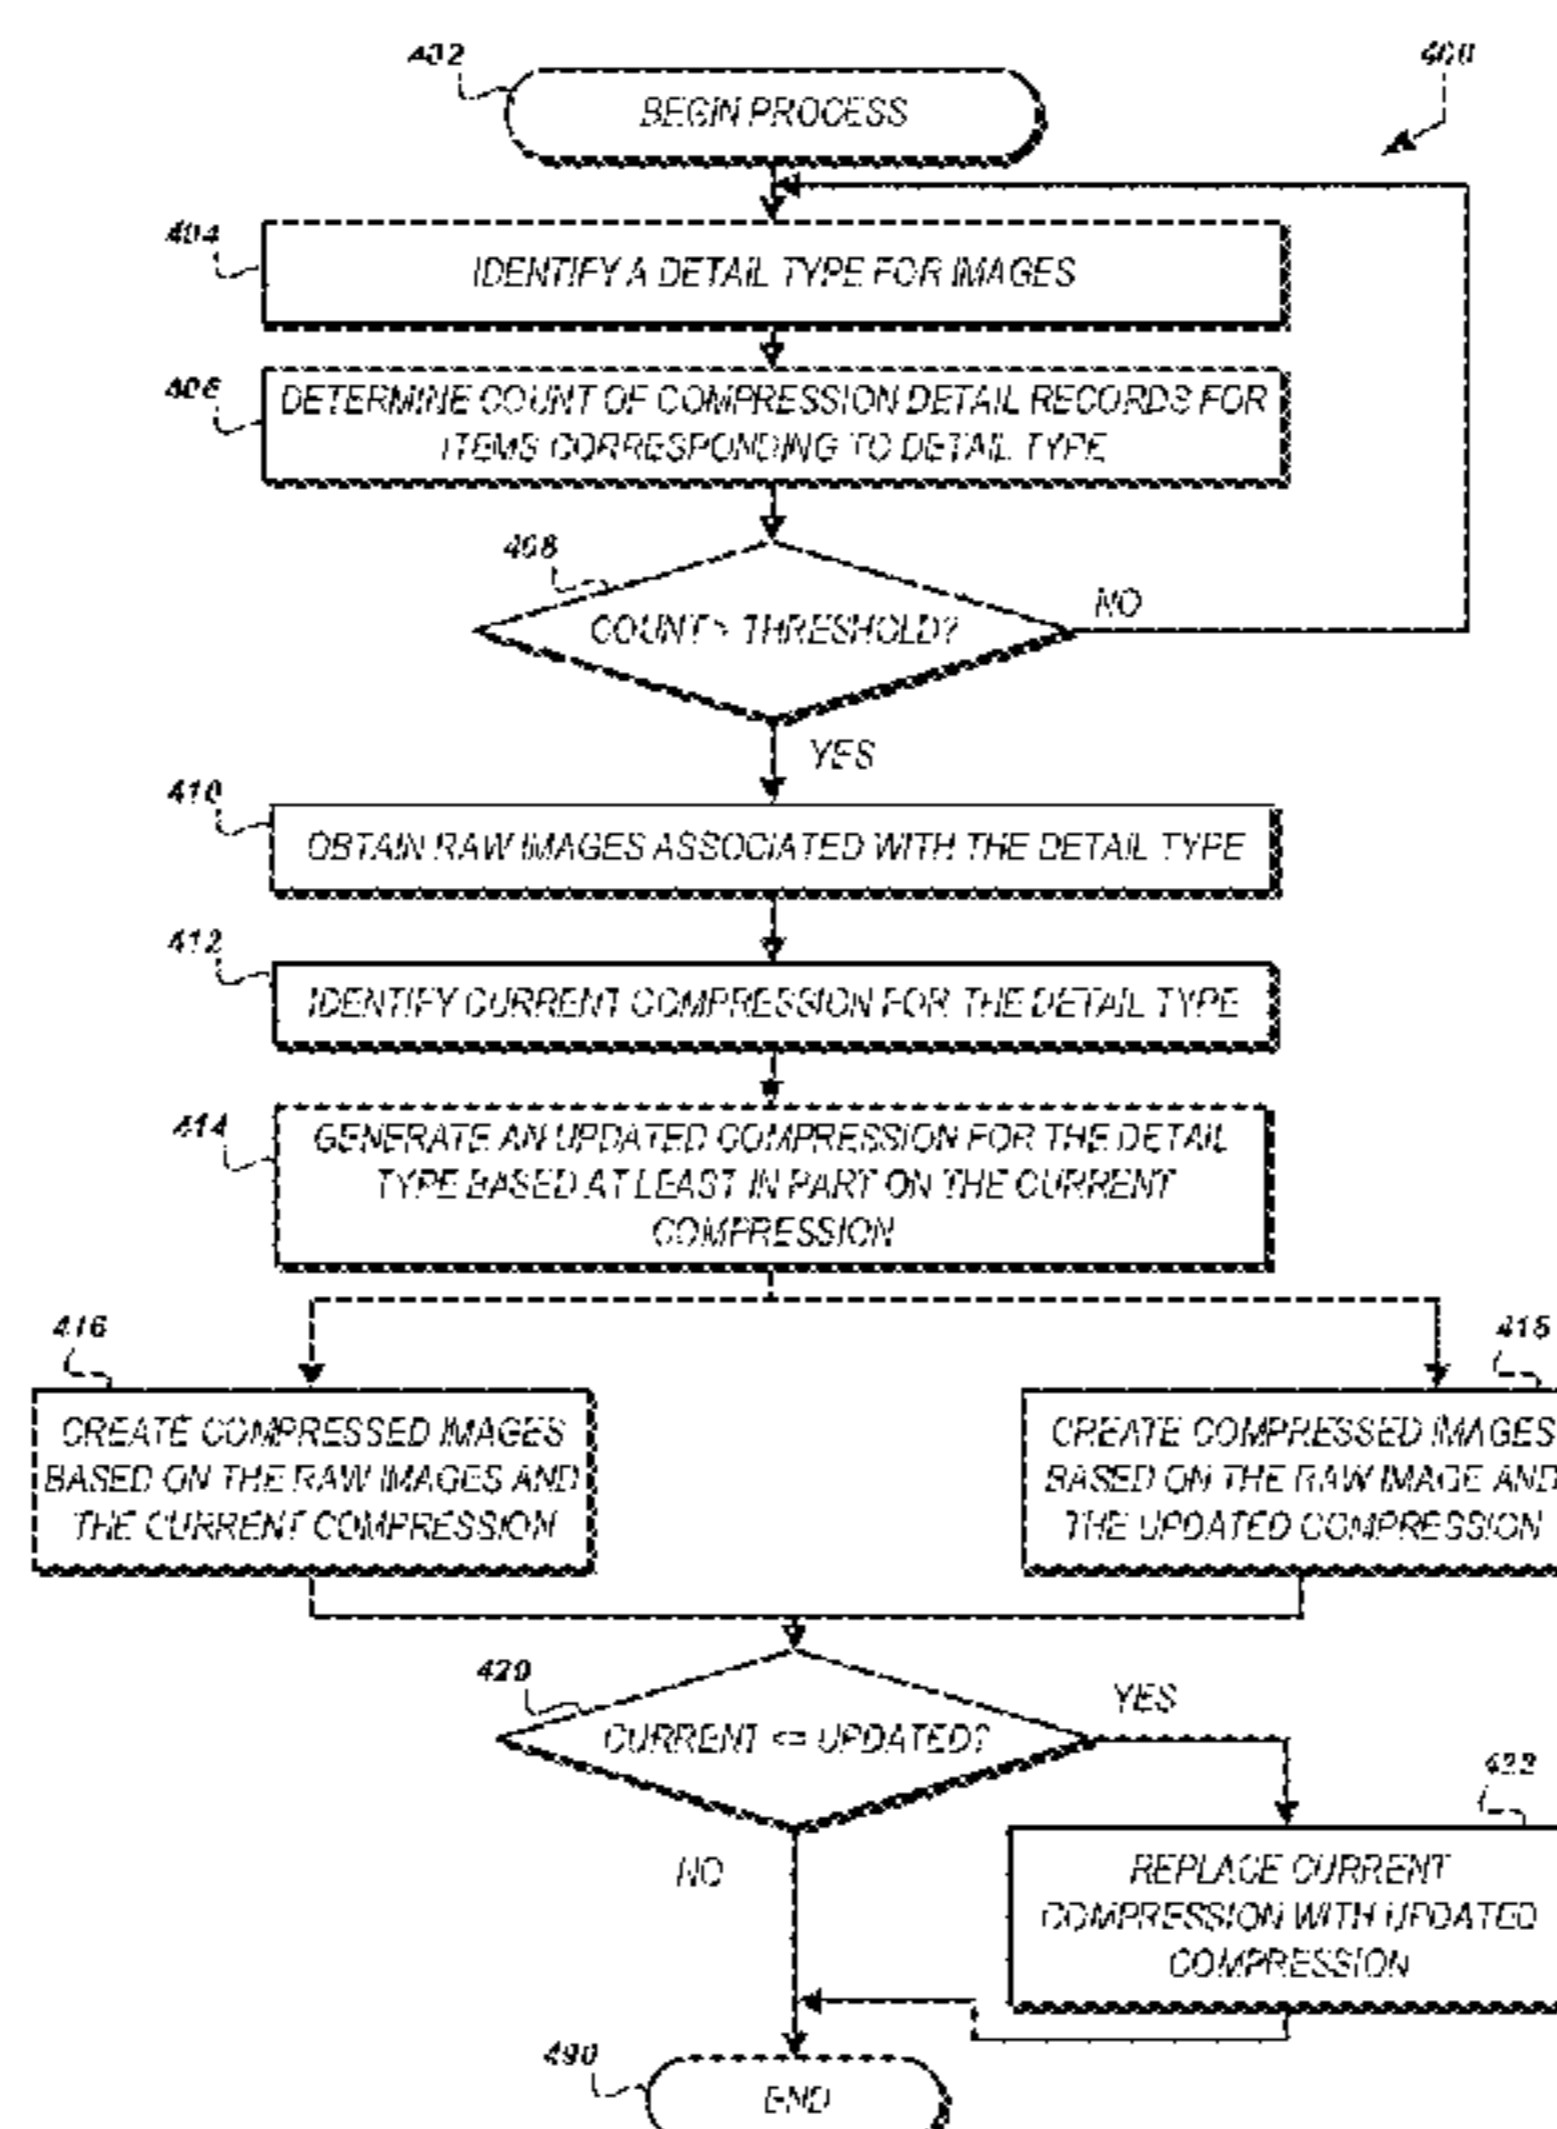 402
400
BEGIN PROCESS
404
IDENTIFY A DETAIL TYPE FOR IMAGES
406
DETERMINE COUNT OF COMPRESSION DETAIL RECORDS FOR
ITEMS CORRESPONDING TO DETAIL TYPE
408
COUNT > THRESHOLD?
NO
YES
410
OBTAIN RAW IMAGES ASSOCIATED WITH THE DETAIL TYPE
412
IDENTIFY CURRENT COMPRESSION FOR THE DETAIL TYPE
414
GENERATE AN UPDATED COMPRESSION FOR THE DETAIL
TYPE BASED AT LEAST IN PART ON THE CURRENT
COMPRESSION
416
CREATE COMPRESSED IMAGES
BASED ON THE RAW IMAGES AND
THE CURRENT COMPRESSION
CREATE COMPRESSED IMAGES
BASED ON THE RAW IMAGE AND
THE UPDATED COMPRESSION
420
CURRENT <= UPDATED?
YES
NO
422
REPLACE CURRENT
COMPRESSION WITH UPDATED
COMPRESSION
490
END